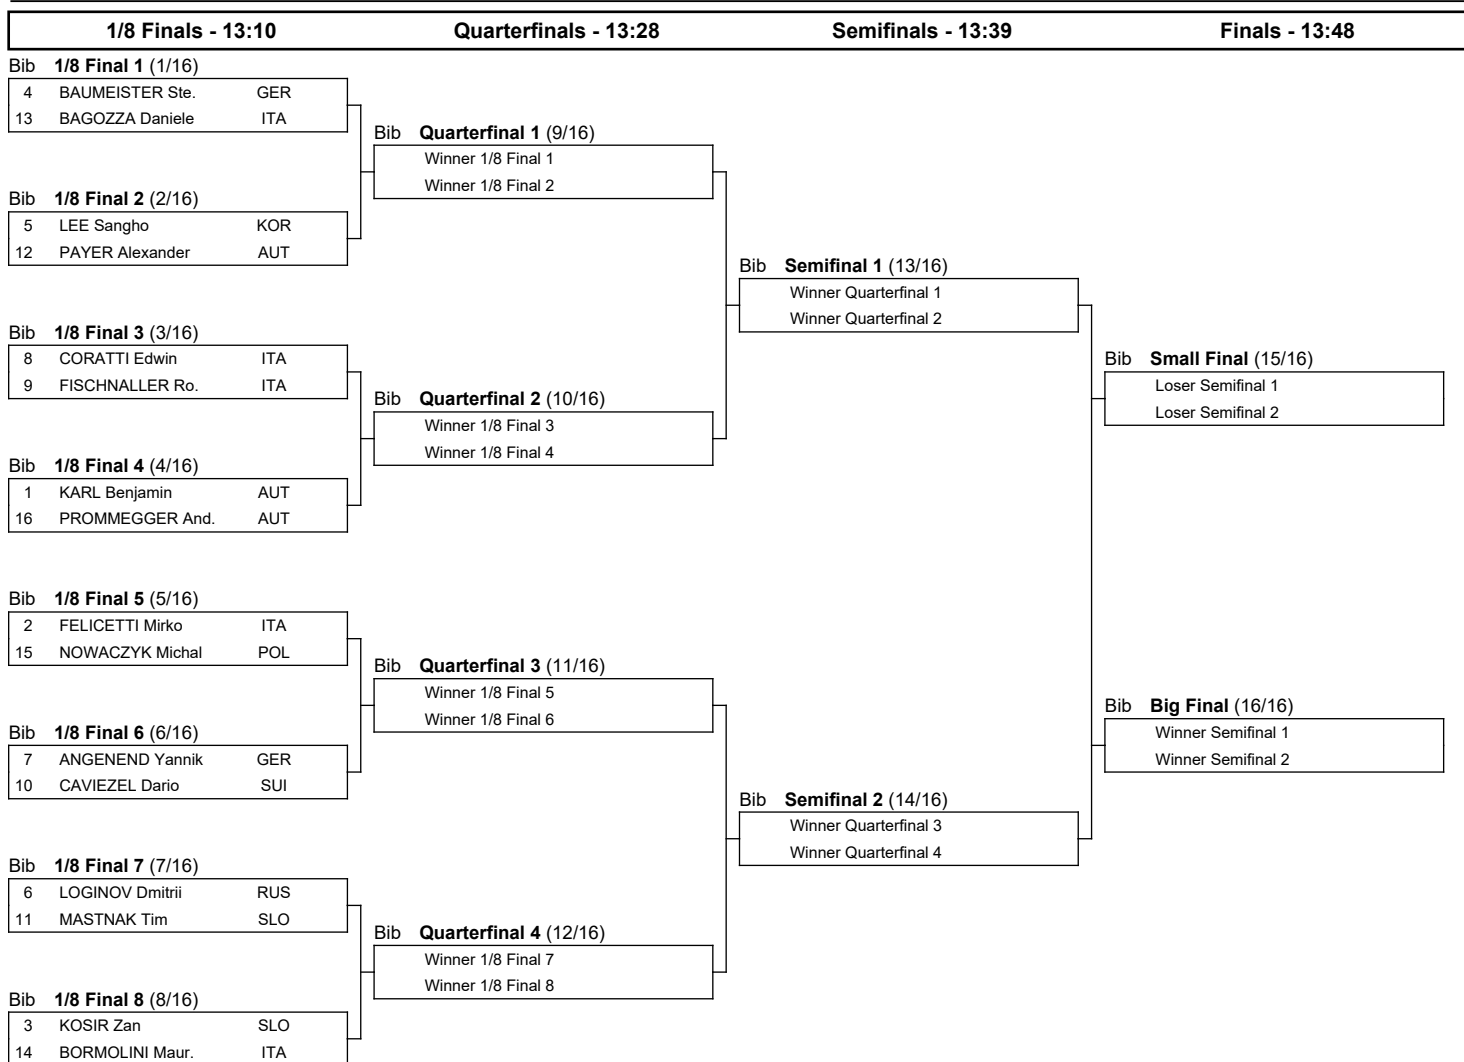 1/8 Finals - 13:10 Quarterfinals - 13:28 Semifinals - 13:39 Finals - 13:48
Bib 1/8 Final 1 (1/16)
4 BAUMEISTER Ste. GER
13 BAGOZZA Daniele ITA
Bib Quarterfinal 1 (9/16)
Winner 1/8 Final 1
Winner 1/8 Final 2
Bib 1/8 Final 2 (2/16)
5 LEE Sangho KOR
12 PAYER Alexander AUT
Bib Semifinal 1 (13/16)
Winner Quarterfinal 1
Winner Quarterfinal 2
Bib 1/8 Final 3 (3/16)
8 CORATTI Edwin ITA
9 FISCHNALLER Ro. ITA
Bib Small Final (15/16)
Loser Semifinal 1
Loser Semifinal 2
Bib Quarterfinal 2 (10/16)
Winner 1/8 Final 3
Winner 1/8 Final 4
Bib 1/8 Final 4 (4/16)
1 KARL Benjamin AUT
16 PROMMEGGER And. AUT
Bib 1/8 Final 5 (5/16)
2 FELICETTI Mirko ITA
15 NOWACZYK Michal POL
Bib Quarterfinal 3 (11/16)
Winner 1/8 Final 5
Winner 1/8 Final 6
Bib Big Final (16/16)
Winner Semifinal 1
Winner Semifinal 2
Bib 1/8 Final 6 (6/16)
7 ANGENEND Yannik GER
10 CAVIEZEL Dario SUI
Bib Semifinal 2 (14/16)
Winner Quarterfinal 3
Winner Quarterfinal 4
Bib 1/8 Final 7 (7/16)
6 LOGINOV Dmitrii RUS
11 MASTNAK Tim SLO
Bib Quarterfinal 4 (12/16)
Winner 1/8 Final 7
Winner 1/8 Final 8
Bib 1/8 Final 8 (8/16)
3 KOSIR Zan SLO
14 BORMOLINI Maur. ITA